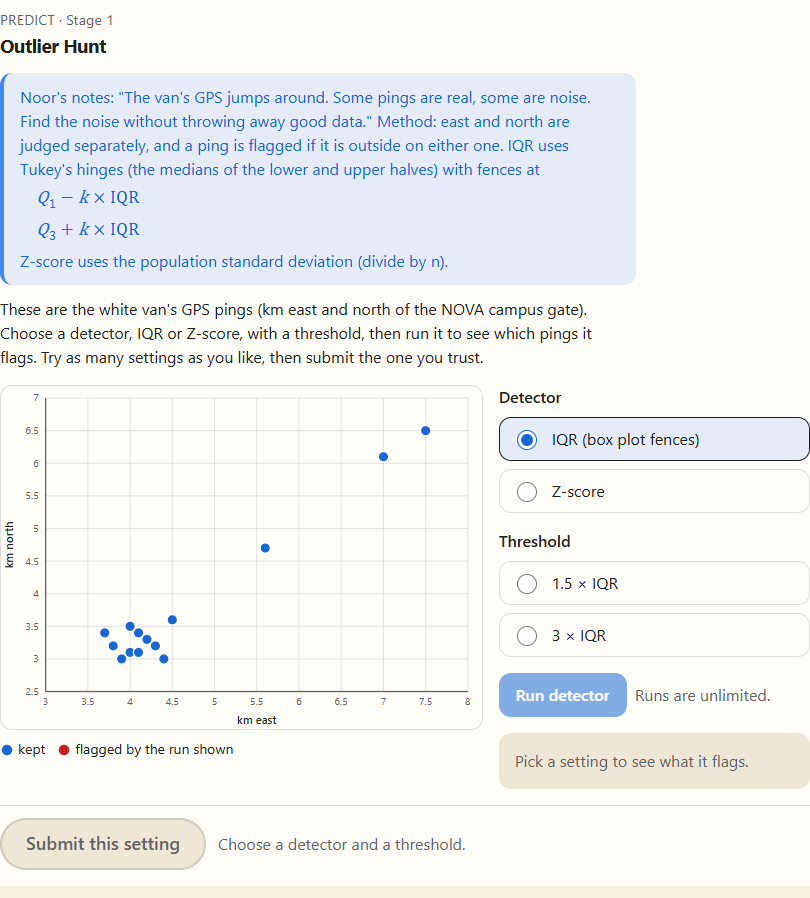 PREDICT · Stage 1
Outlier Hunt
Noor's notes: "The van's GPS jumps around. Some pings are real, some are noise.
Find the noise without throwing away good data." Method: east and north are
judged separately, and a ping is flagged if it is outside on either one. IQR uses
Tukey's hinges (the medians of the lower and upper halves) with fences at
Q₁ − k × IQR
Q₃ + k × IQR
Z-score uses the population standard deviation (divide by n).
These are the white van's GPS pings (km east and north of the NOVA campus gate).
Choose a detector, IQR or Z-score, with a threshold, then run it to see which pings it
flags. Try as many settings as you like, then submit the one you trust.
7
6.5
6
5.5
5
4.5
4
3.5
3
2.5
km north
3 3.5 4 4.5 5 5.5 6 6.5 7 7.5 8
km east
kept flagged by the run shown
Detector
IQR (box plot fences)
Z-score
Threshold
1.5 × IQR
3 × IQR
Run detector Runs are unlimited.
Pick a setting to see what it flags.
Submit this setting Choose a detector and a threshold.